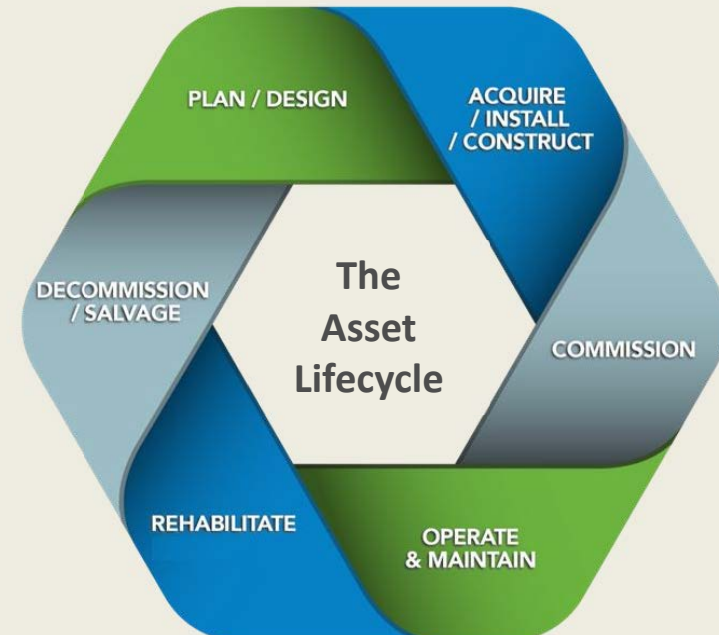 PLAN / DESIGN
ACQUIRE
/ INSTALL
/ CONSTRUCT
The
Asset
Lifecycle
DECOMMISSION
/ SALVAGE
COMMISSION
REHABILITATE
OPERATE
& MAINTAIN